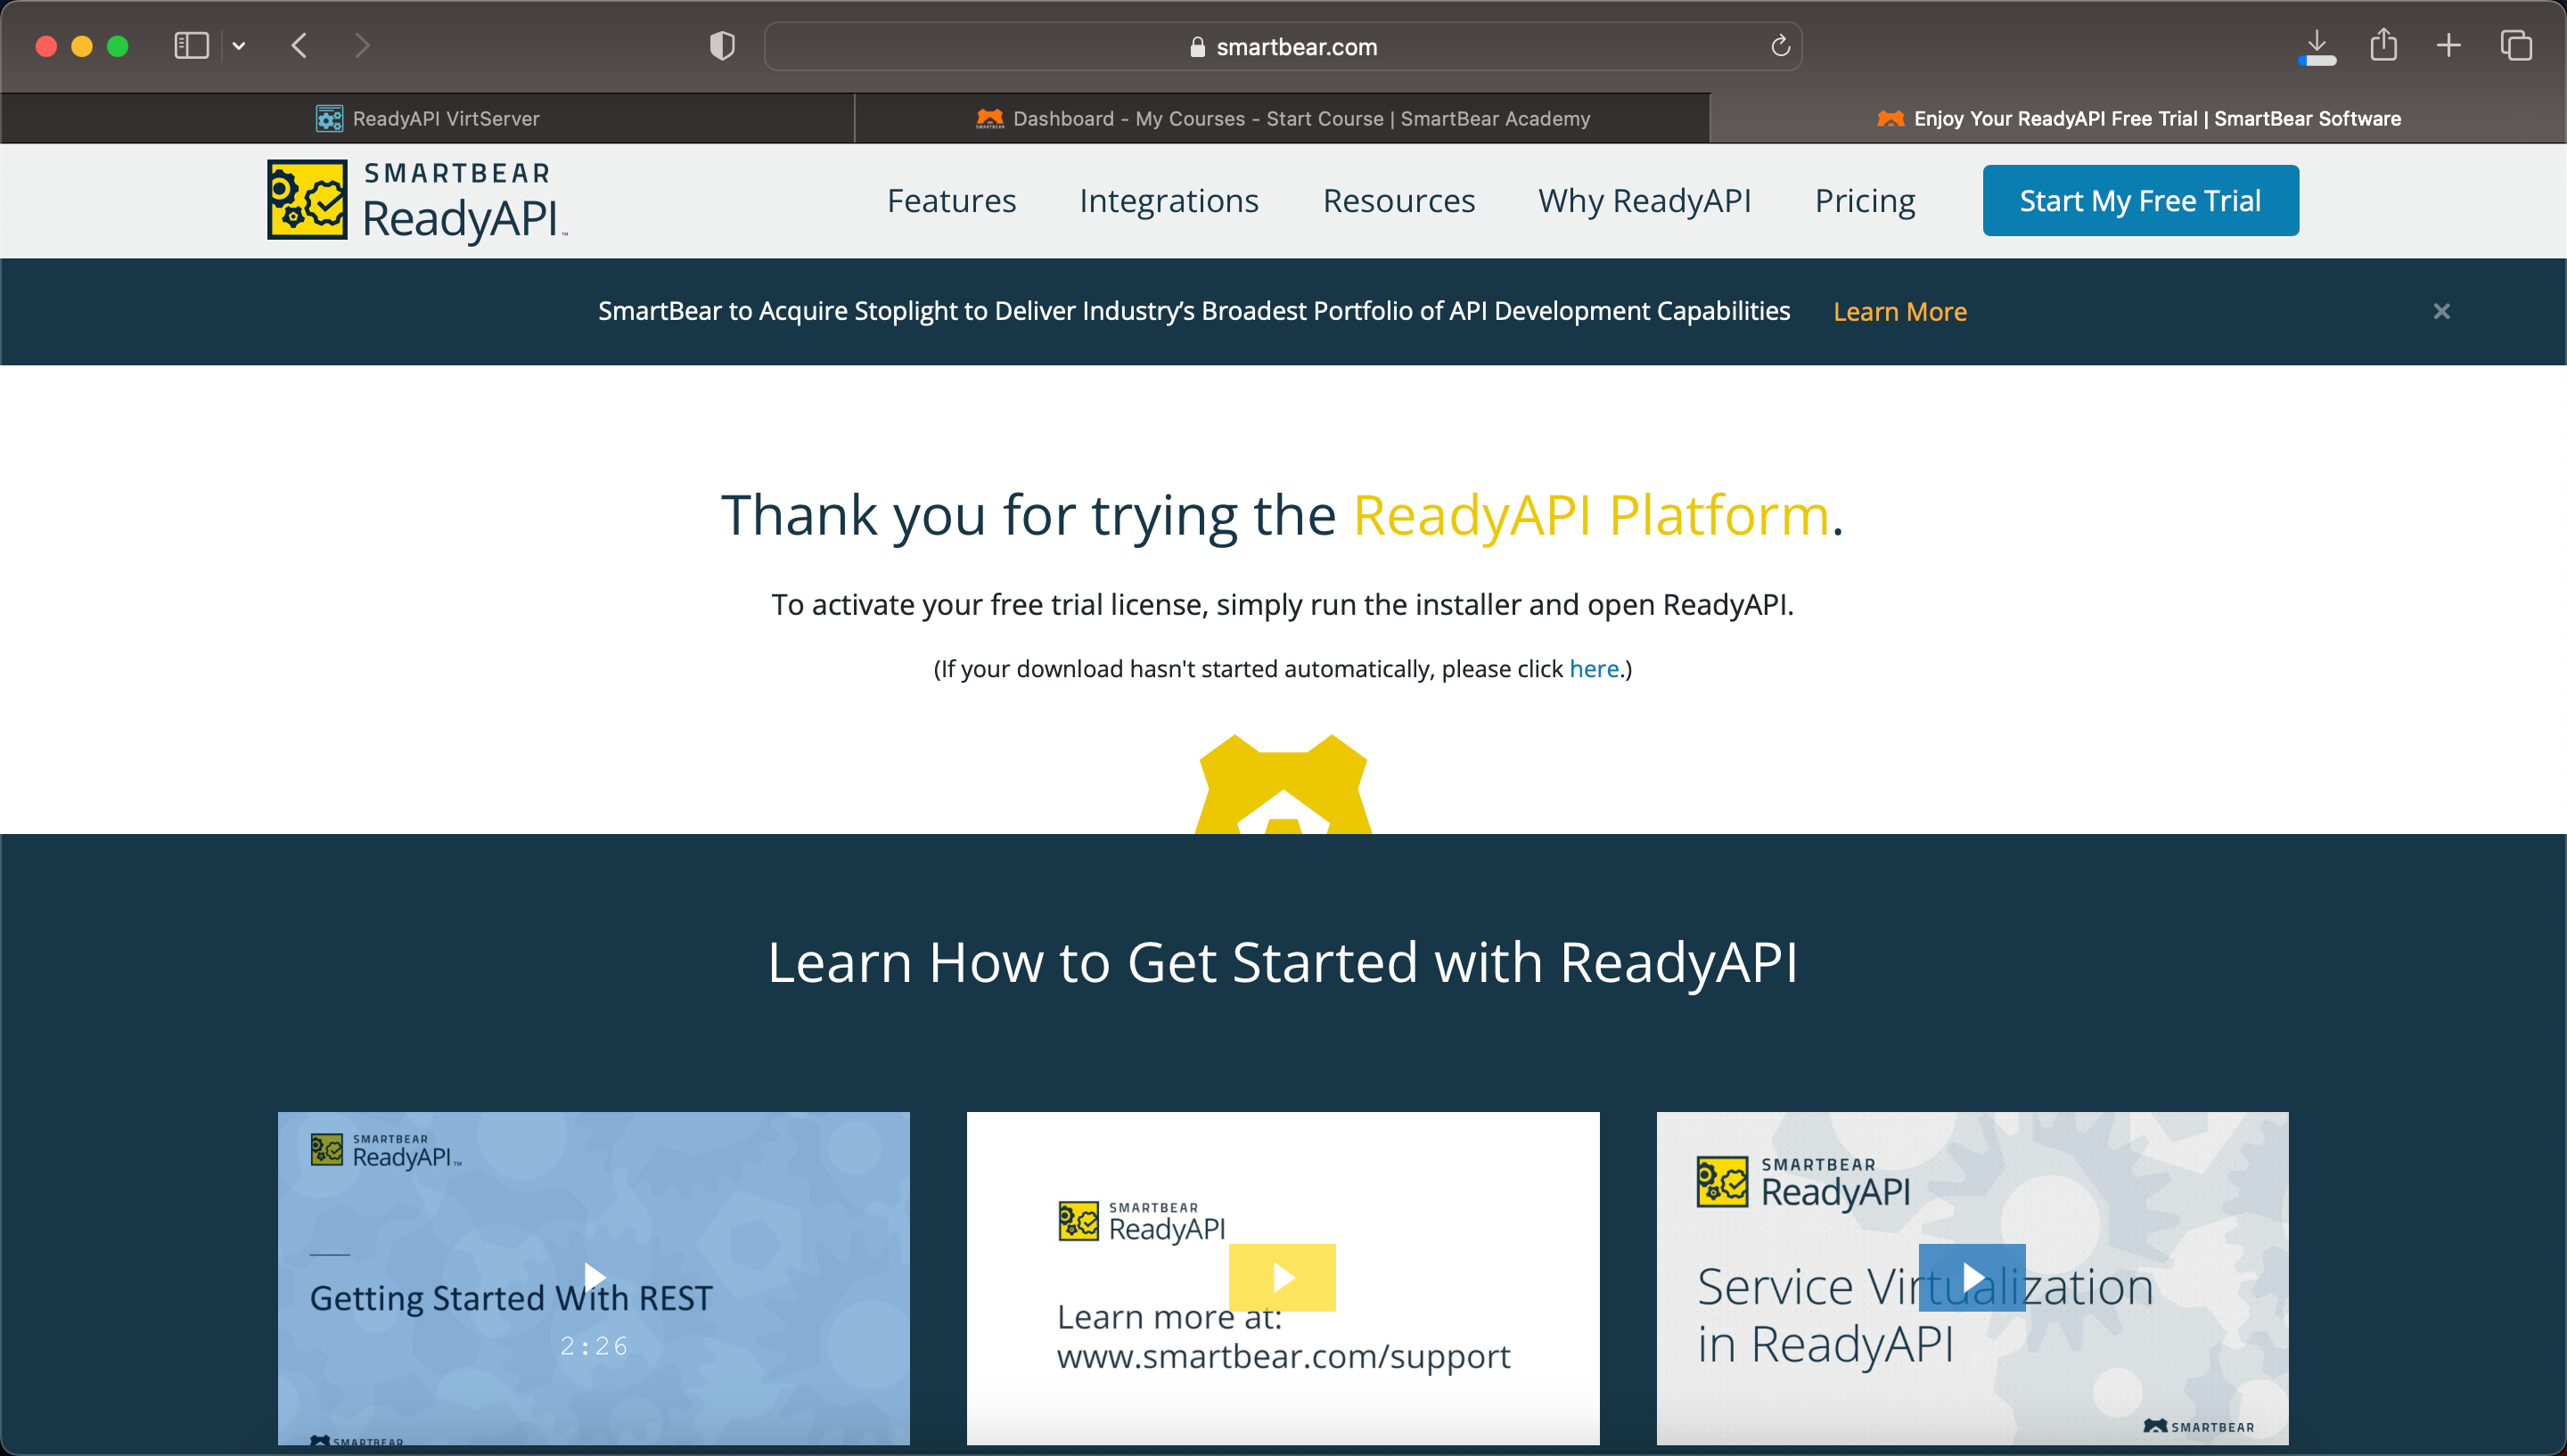 smartbear.com
ReadyAPI VirtServer
Dashboard - My Courses - Start Course | SmartBear Academy
Enjoy Your ReadyAPI Free Trial | SmartBear Software
SMARTBEAR
ReadyAPI™
Features
Integrations
Resources
Why ReadyAPI
Pricing
Start My Free Trial
SmartBear to Acquire Stoplight to Deliver Industry’s Broadest Portfolio of API Development Capabilities Learn More
×
Thank you for trying the ReadyAPI Platform.
To activate your free trial license, simply run the installer and open ReadyAPI.
(If your download hasn't started automatically, please click here.)
Learn How to Get Started with ReadyAPI
SMARTBEAR
ReadyAPI™
Getting Started With REST
2:26
SMARTBEAR
SMARTBEAR
ReadyAPI
Learn more at:
www.smartbear.com/support
SMARTBEAR
ReadyAPI
Service Virtualization
in ReadyAPI
SMARTBEAR